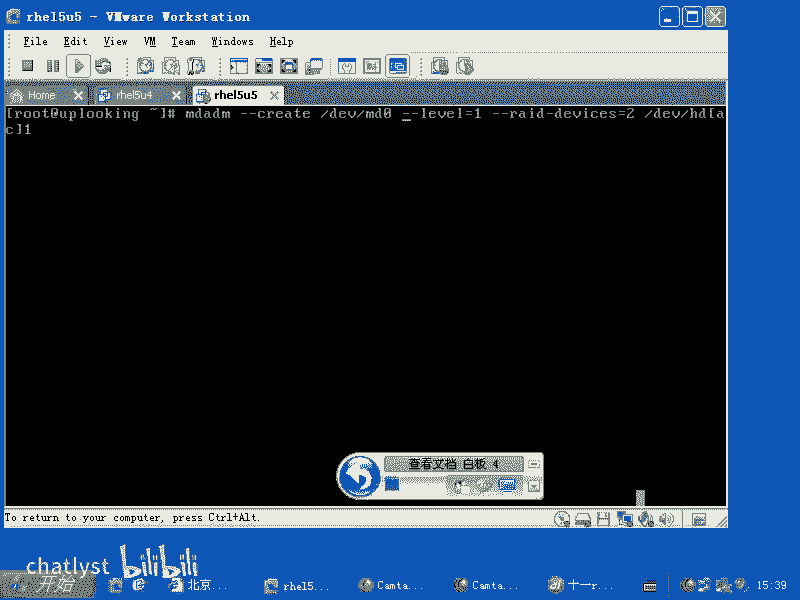 rhel5u5 - VMware Workstation
File Edit View VM Team Windows Help
Home rhel5u4 rhel5u5
[root@uplooking ~]# mdadm --create /dev/md0 --level=1 --raid-devices=2 /dev/hd[a
c]1
查看文档 白板 4
To return to your computer, press Ctrl+Alt.
chatlyst bilibili
开始 北京... rhel5... Camta... Camta... 十一r... 15:39